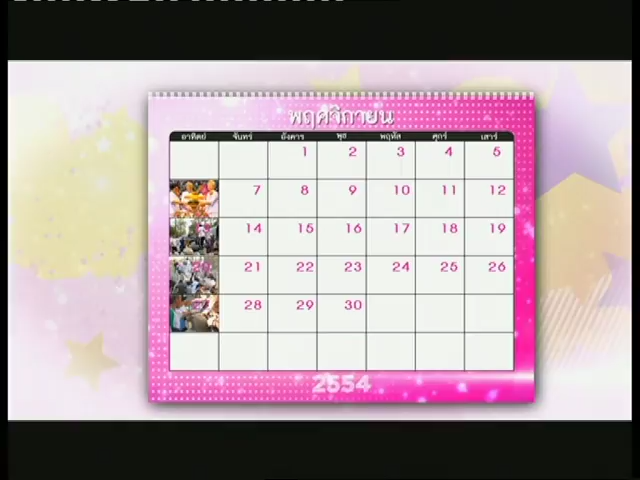 พฤศจิกายน
อาทิตย์ จันทร์ อังคาร พุธ พฤหัส ศุกร์ เสาร์
1 2 3 4 5
7 8 9 10 11 12
14 15 16 17 18 19
20 21 22 23 24 25 26
28 29 30
2554